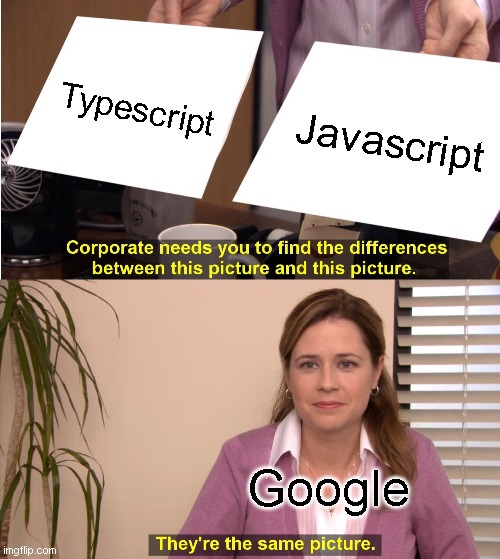 Typescript
Javascript
Corporate needs you to find the differences
between this picture and this picture.
Google
They're the same picture.
imgflip.com